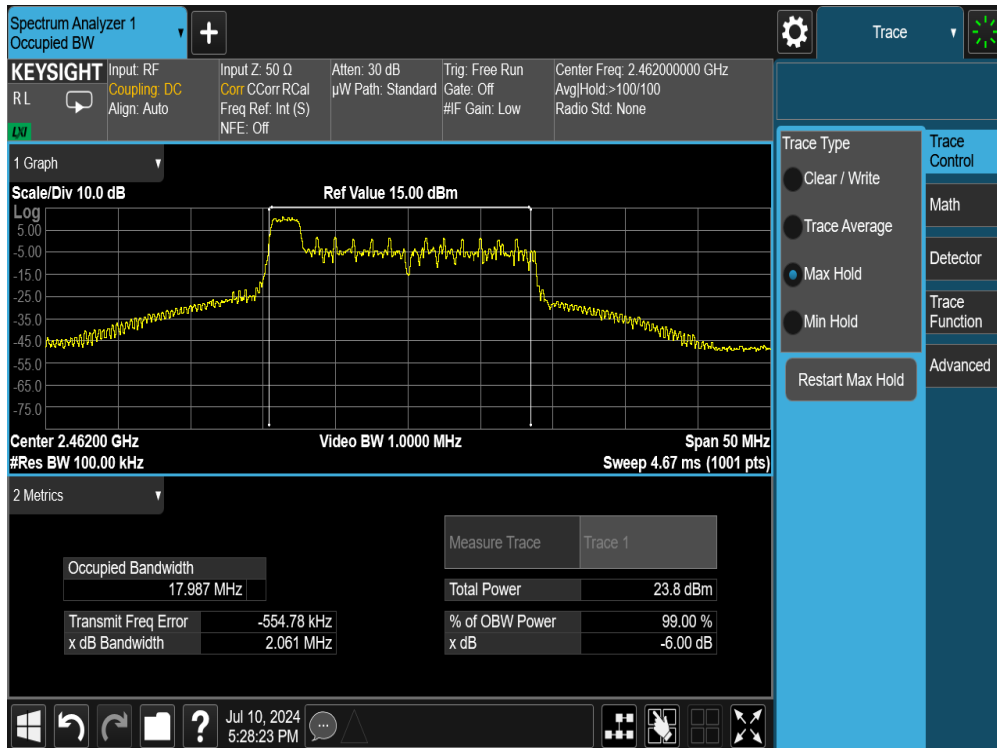 Spectrum Analyzer 1
Occupied BW
+
Trace
KEYSIGHT
R L
LXI
Input: RF
Coupling: DC
Align: Auto
Input Z: 50 Ω
Corr CCorr RCal
Freq Ref: Int (S)
NFE: Off
Atten: 30 dB
µW Path: Standard
Trig: Free Run
Gate: Off
#IF Gain: Low
Center Freq: 2.462000000 GHz
Avg|Hold:>100/100
Radio Std: None
1 Graph
Scale/Div 10.0 dB
Ref Value 15.00 dBm
Log
5.00
-5.00
-15.0
-25.0
-35.0
-45.0
-55.0
-65.0
-75.0
Center 2.46200 GHz
Video BW 1.0000 MHz
Span 50 MHz
#Res BW 100.00 kHz
Sweep 4.67 ms (1001 pts)
2 Metrics
Measure Trace
Trace 1
Occupied Bandwidth
17.987 MHz
Total Power
23.8 dBm
Transmit Freq Error
-554.78 kHz
% of OBW Power
99.00 %
x dB Bandwidth
2.061 MHz
x dB
-6.00 dB
Trace Type
Clear / Write
Trace Average
Max Hold
Min Hold
Restart Max Hold
Trace
Control
Math
Detector
Trace
Function
Advanced
?
Jul 10, 2024
5:28:23 PM